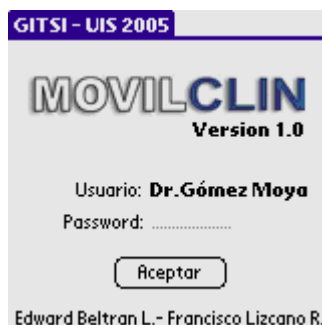 GITSI - UIS 2005
MOVILCLIN
Version 1.0
Usuario: Dr.Gómez Moya
Password: ....................
Aceptar
Edward Beltran L.- Francisco Lizcano R.